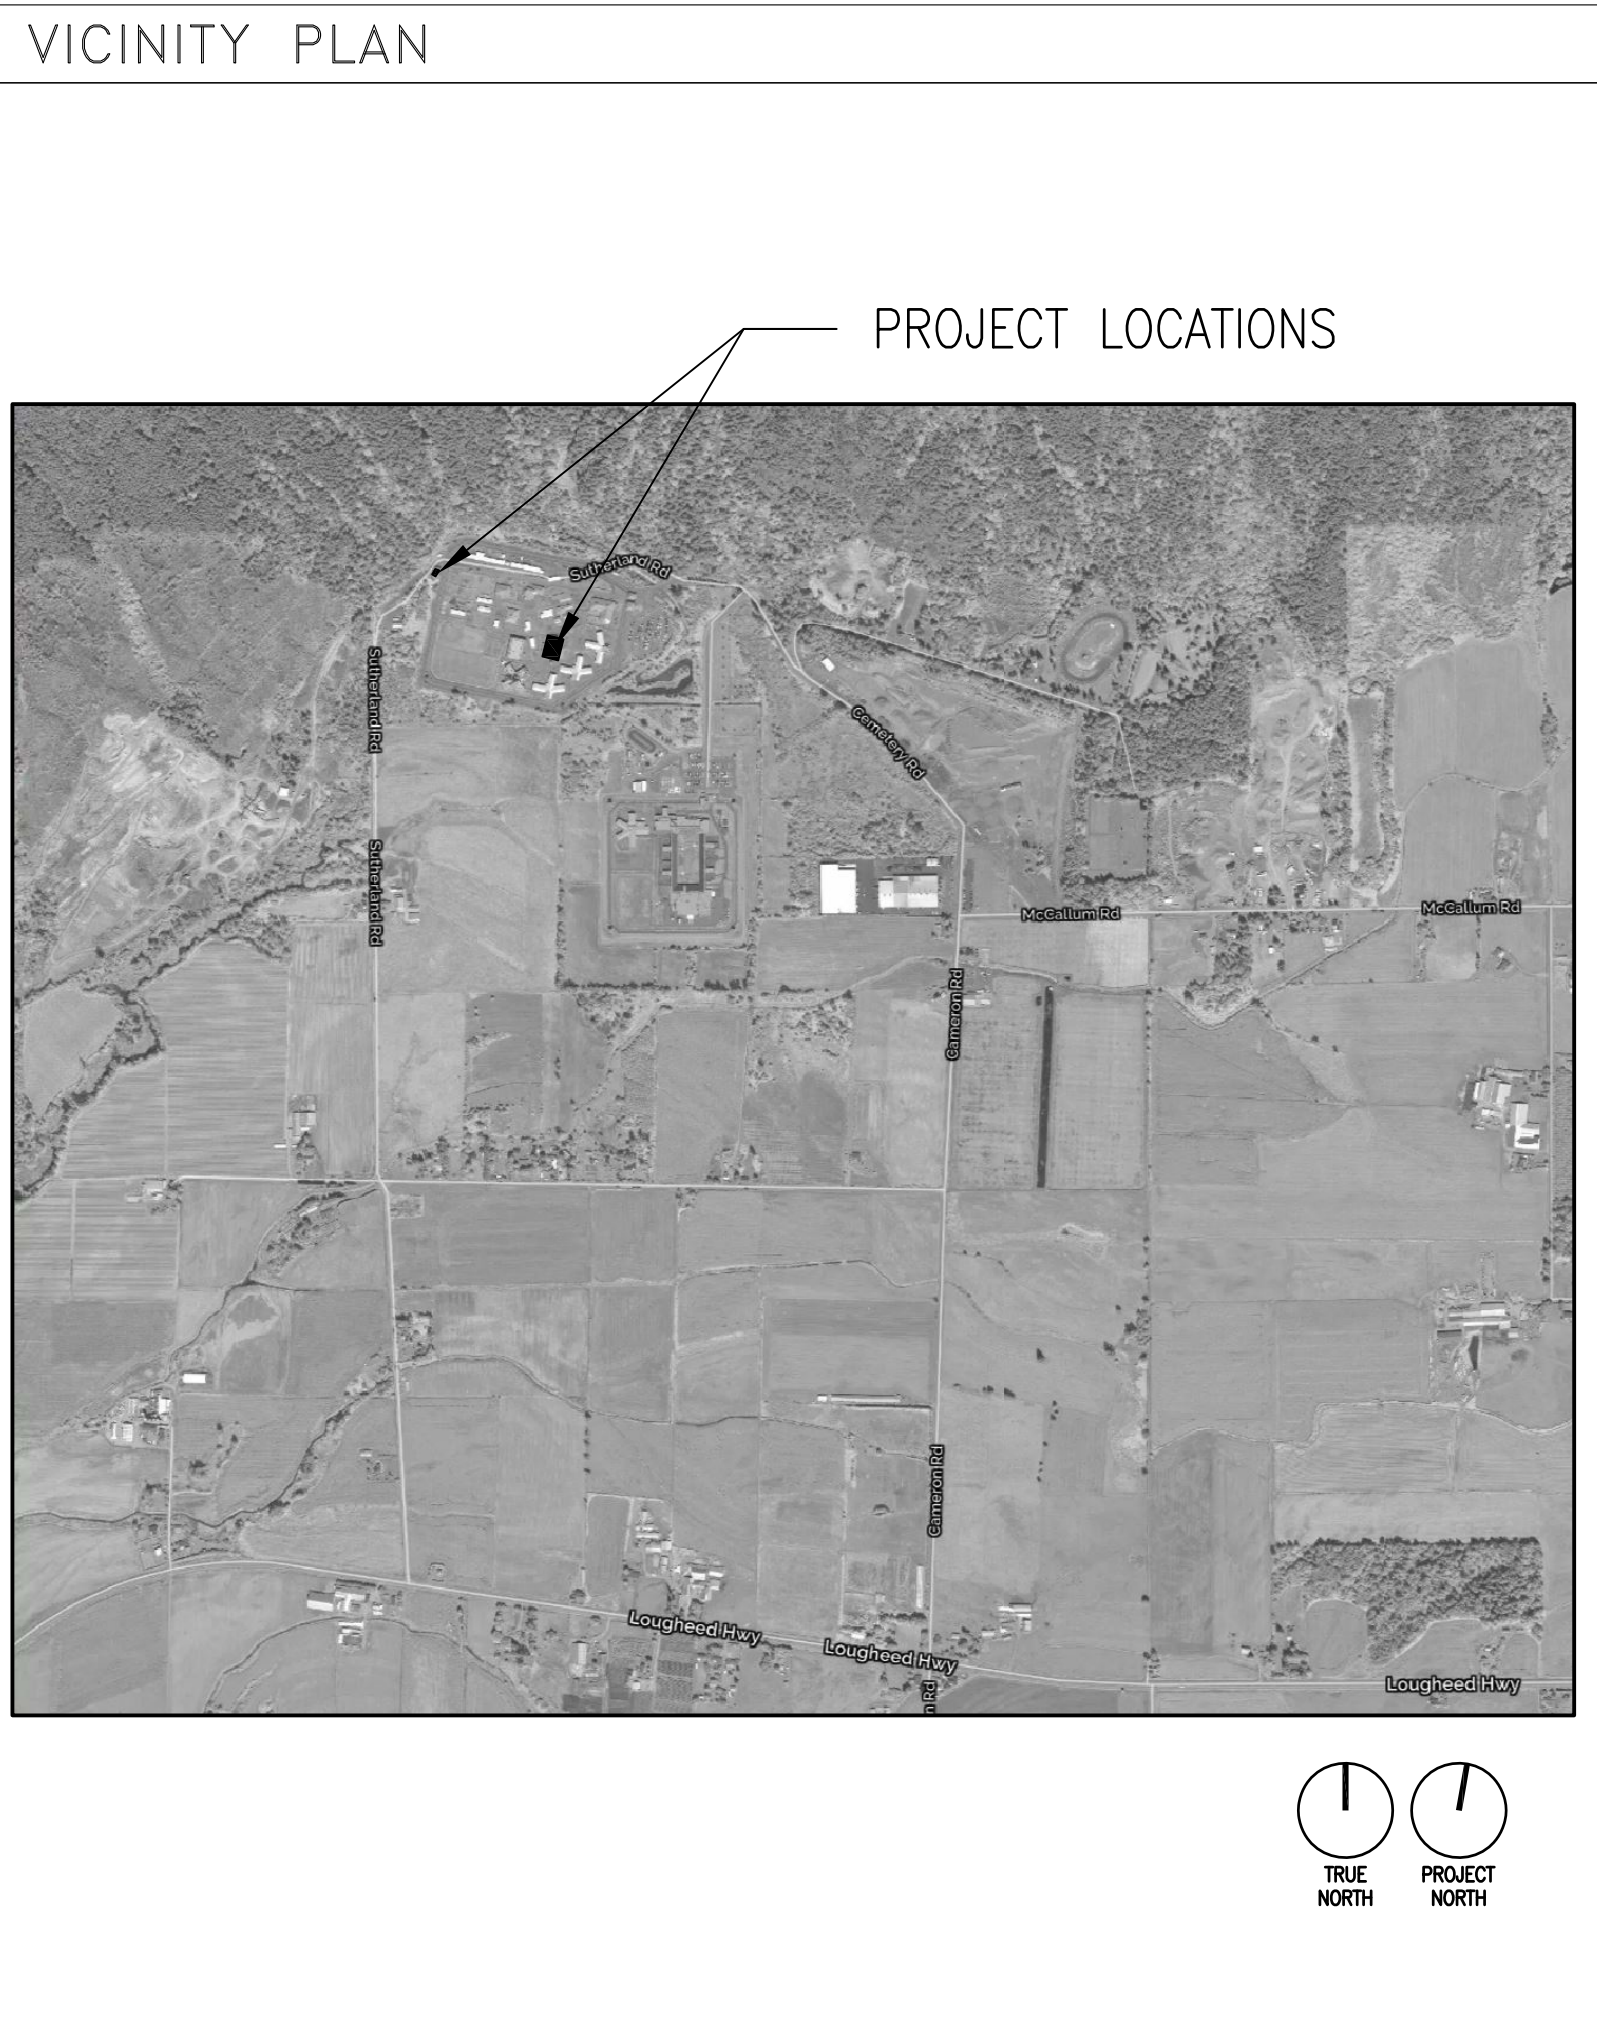 VICINITY PLAN
PROJECT LOCATIONS
Sutherland Rd
Sutherland Rd
Cemetery Rd
Sutherland Rd
McCallum Rd
McCallum Rd
Cameron Rd
Cameron Rd
Lougheed Hwy
Lougheed Hwy
Lougheed Hwy
n Rd
TRUE
NORTH
PROJECT
NORTH